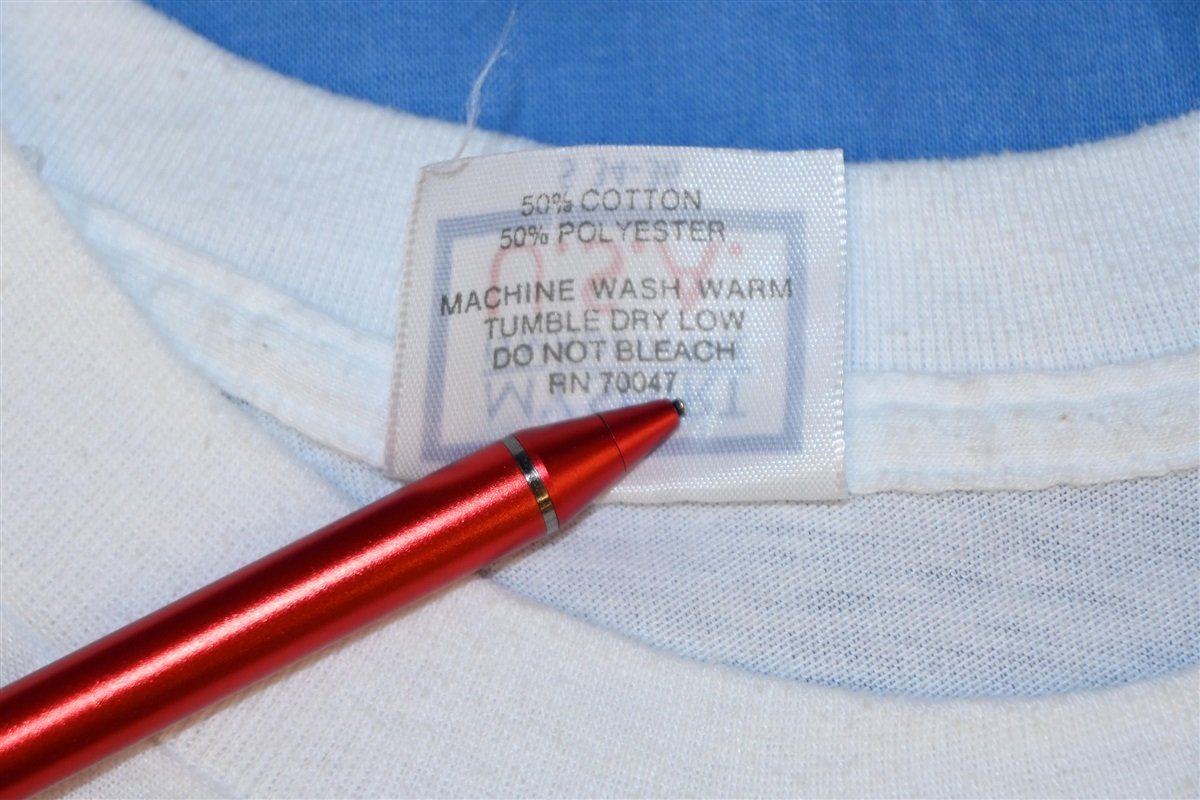 50% COTTON
50% POLYESTER
MACHINE WASH WARM
TUMBLE DRY LOW
DO NOT BLEACH
RN 70047